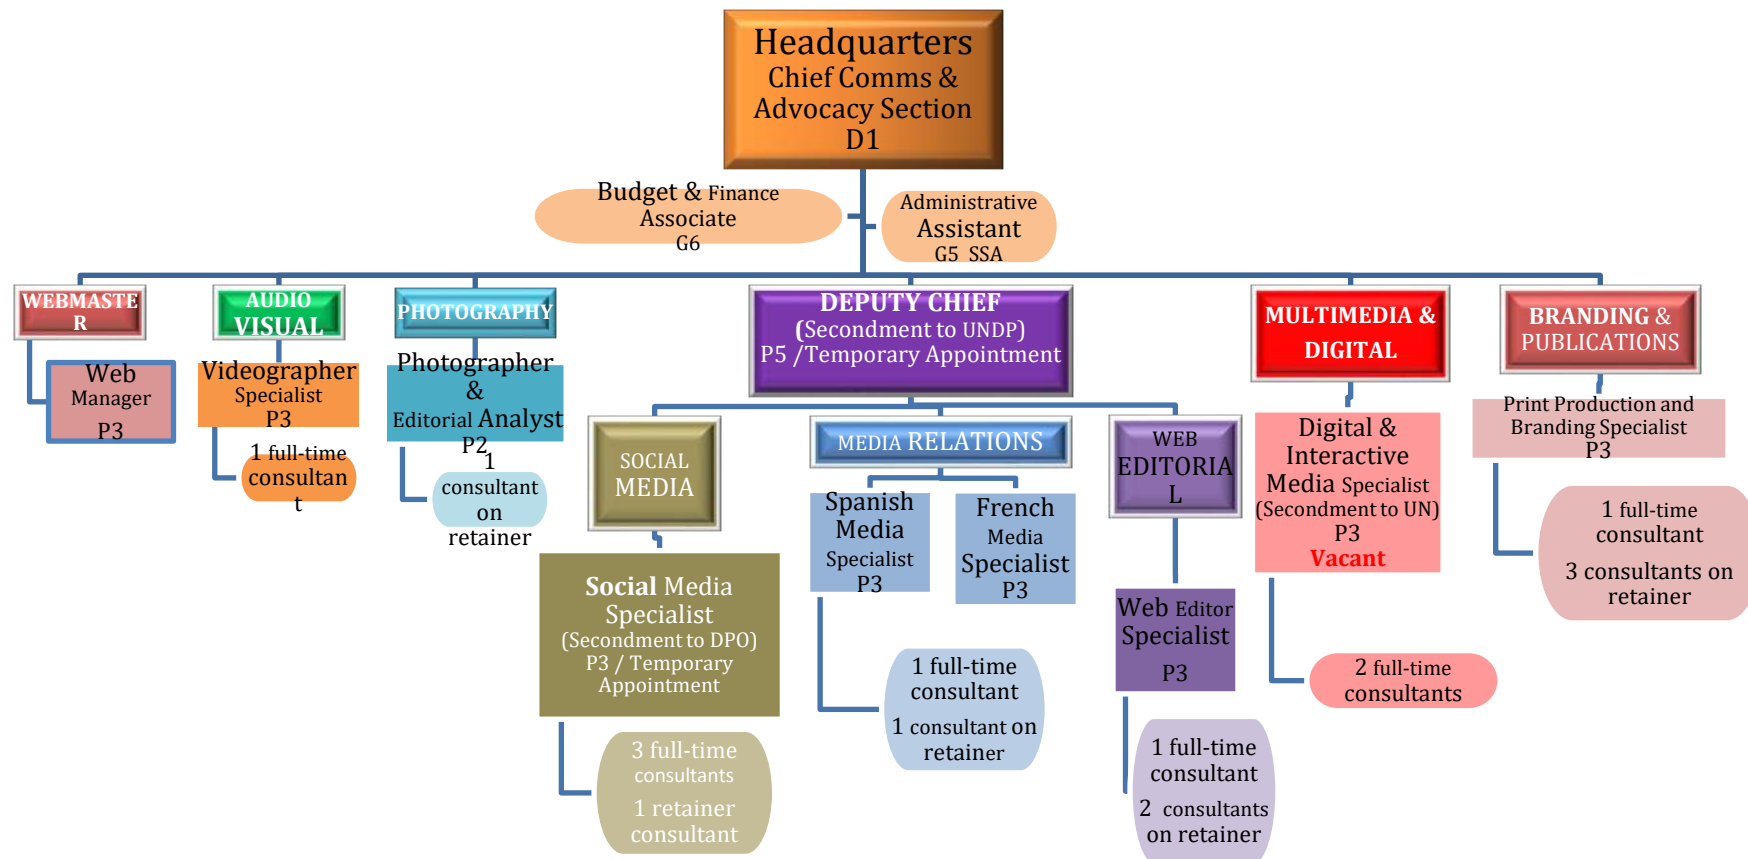 Headquarters
Chief Comms &
Advocacy Section
D1
Budget & Finance
Associate
G6
Administrative
Assistant
G5 SSA
WEBMASTE
R
Web
Manager
P3
AUDIO
VISUAL
Videographer
Specialist
P3
1 full-time
consultan
t
PHOTOGRAPHY
Photographer
&
Editorial Analyst
P2
1
consultant
on
retainer
DEPUTY CHIEF
(Secondment to UNDP)
P5 /Temporary Appointment
SOCIAL
MEDIA
Social Media
Specialist
(Secondment to DPO)
P3 / Temporary
Appointment
3 full-time
consultants
1 retainer
consultant
MEDIA RELATIONS
Spanish
Media
Specialist
P3
French
Media
Specialist
P3
1 full-time
consultant
1 consultant on
retainer
WEB
EDITORIA
L
Web Editor
Specialist
P3
1 full-time
consultant
2 consultants
on retainer
MULTIMEDIA &
DIGITAL
Digital &
Interactive
Media Specialist
(Secondment to UN)
P3
Vacant
2 full-time
consultants
BRANDING &
PUBLICATIONS
Print Production and
Branding Specialist
P3
1 full-time
consultant
3 consultants on
retainer